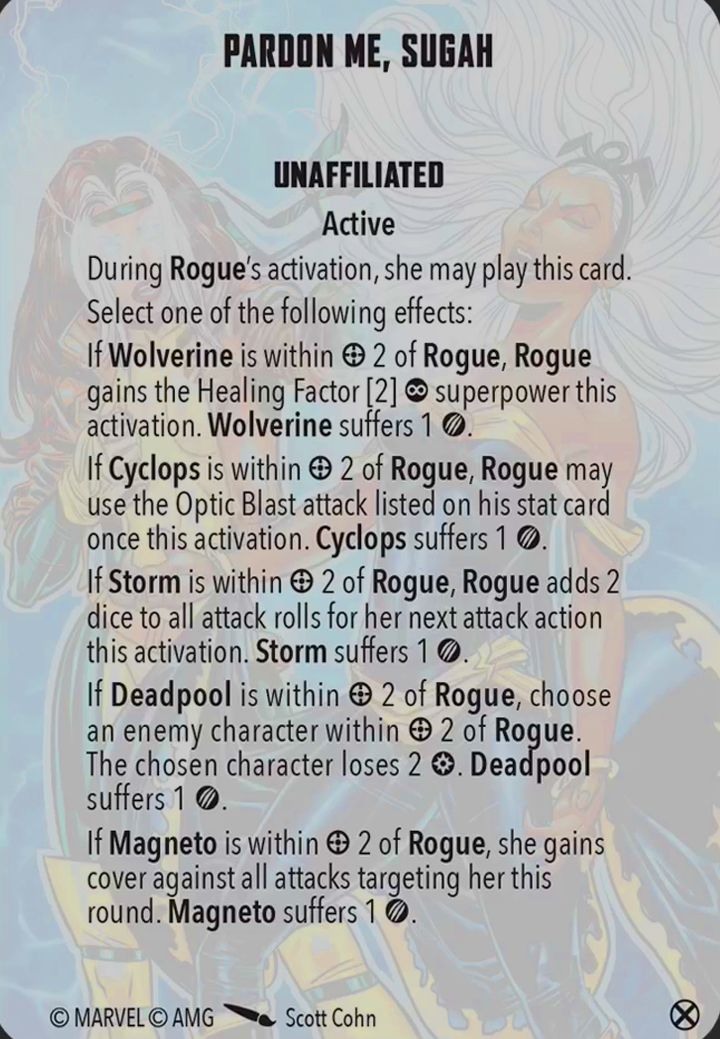 PARDON ME, SUGAH
UNAFFILIATED
Active
During Rogue's activation, she may play this card.
Select one of the following effects:
If Wolverine is within ⌖ 2 of Rogue, Rogue
gains the Healing Factor [2] ∞ superpower this
activation. Wolverine suffers 1 .
If Cyclops is within ⌖ 2 of Rogue, Rogue may
use the Optic Blast attack listed on his stat card
once this activation. Cyclops suffers 1 .
If Storm is within ⌖ 2 of Rogue, Rogue adds 2
dice to all attack rolls for her next attack action
this activation. Storm suffers 1 .
If Deadpool is within ⌖ 2 of Rogue, choose
an enemy character within ⌖ 2 of Rogue.
The chosen character loses 2 . Deadpool
suffers 1 .
If Magneto is within ⌖ 2 of Rogue, she gains
cover against all attacks targeting her this
round. Magneto suffers 1 .
© MARVEL © AMG Scott Cohn